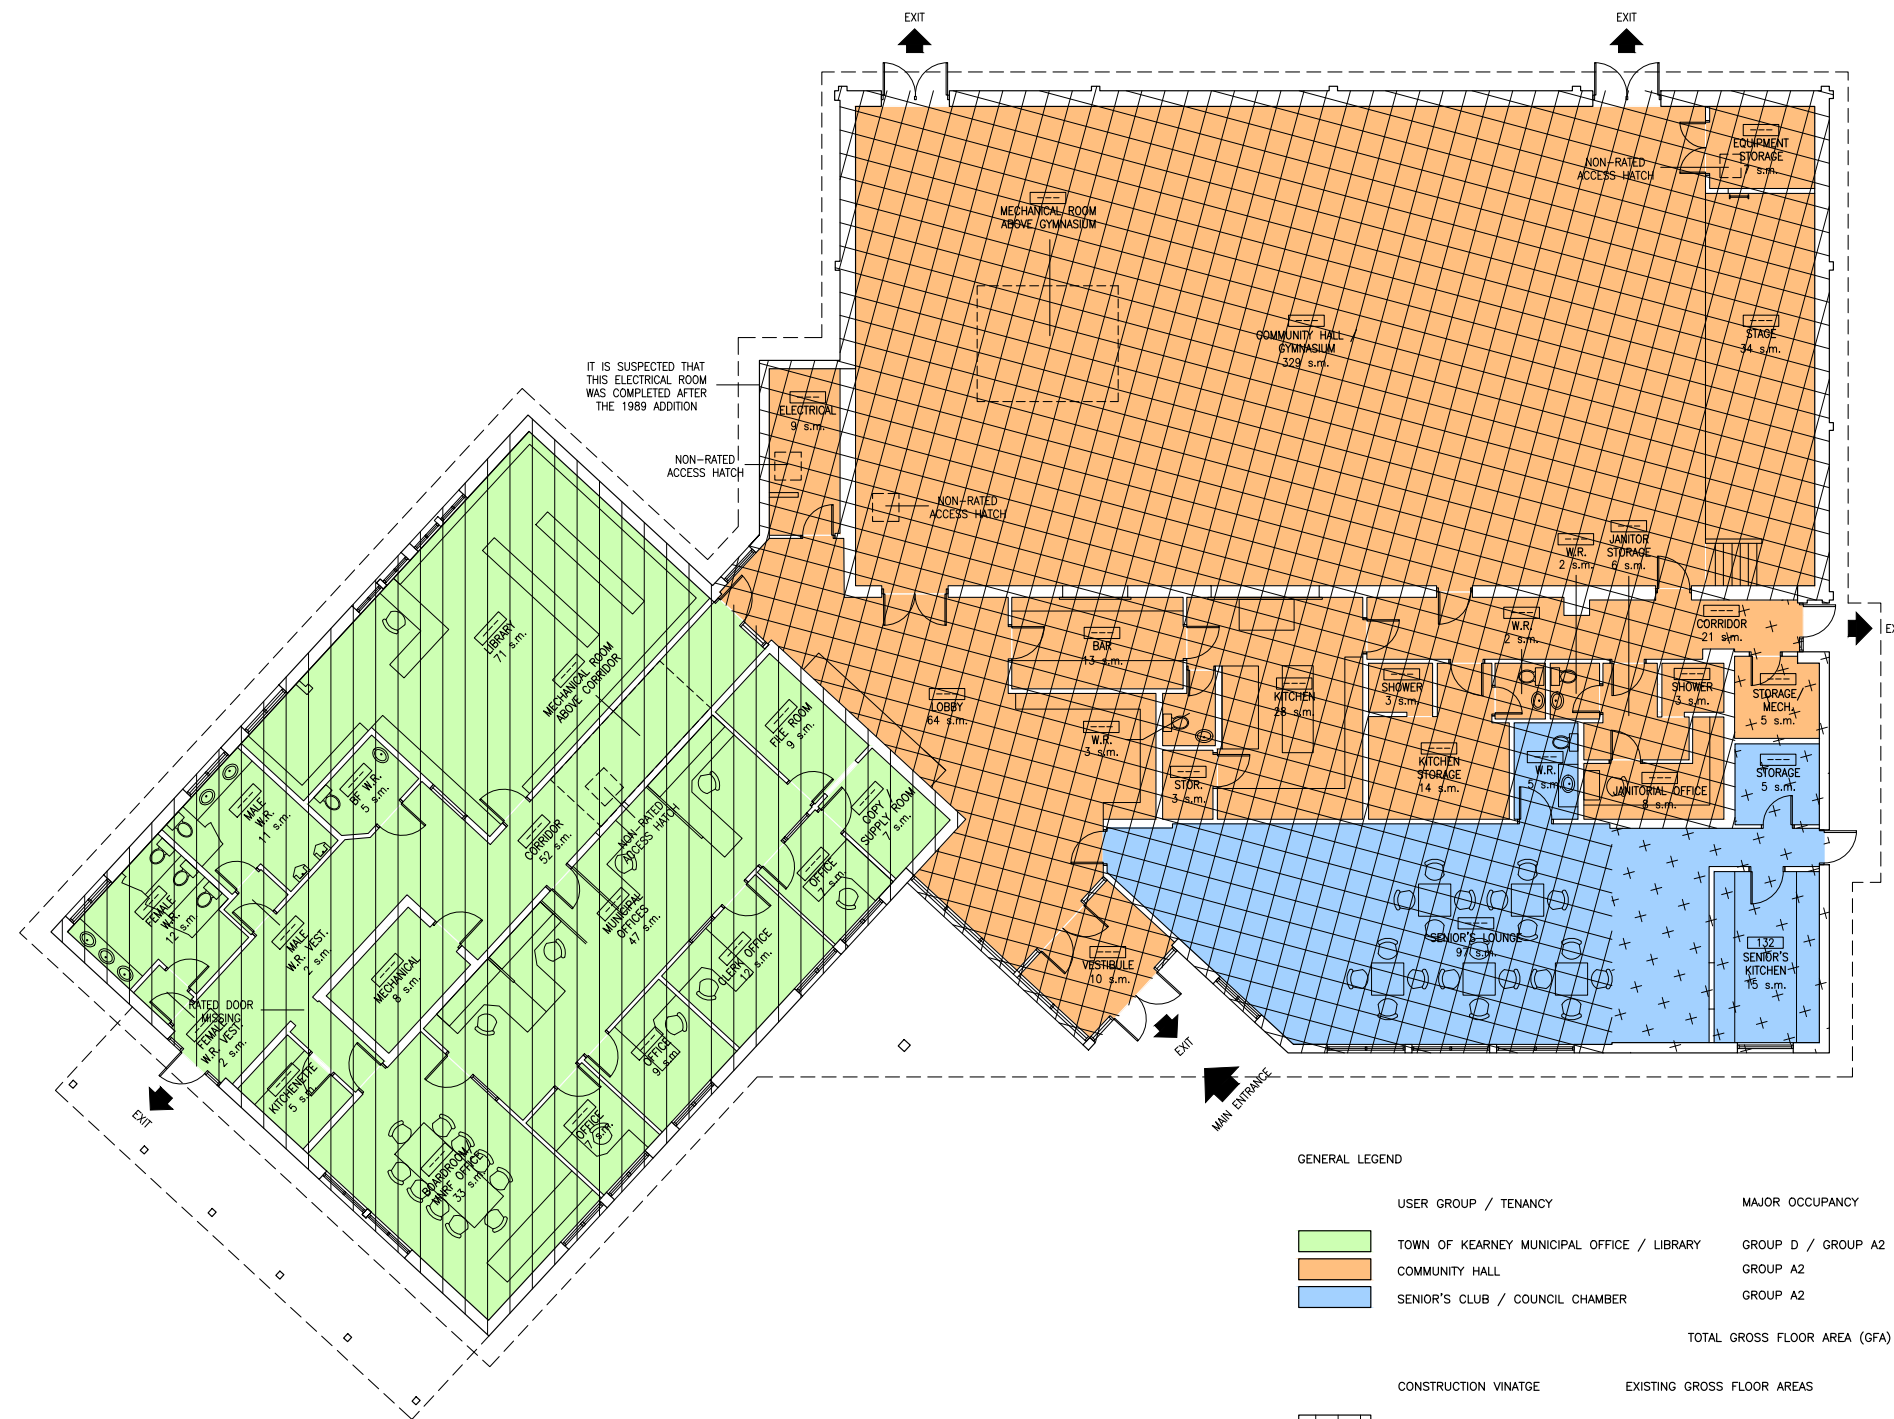 EXIT
EXIT
EQUIPMENT
STORAGE
7 s.m.
NON-RATED
ACCESS HATCH
MECHANICAL ROOM
ABOVE GYMNASIUM
COMMUNITY HALL /
GYMNASIUM
329 s.m.
STAGE
34 s.m.
IT IS SUSPECTED THAT
THIS ELECTRICAL ROOM
WAS COMPLETED AFTER
THE 1989 ADDITION
ELECTRICAL
9 s.m.
NON-RATED
ACCESS HATCH
NON-RATED
ACCESS HATCH
W.R.
2 s.m.
JANITOR
STORAGE
6 s.m.
LIBRARY
71 s.m.
MECHANICAL ROOM
ABOVE CORRIDOR
BAR
13 s.m.
W.R.
2 s.m.
CORRIDOR
21 s.m.
LOBBY
64 s.m.
W.R.
3 s.m.
KITCHEN
28 s.m.
SHOWER
3 s.m.
SHOWER
3 s.m.
STORAGE/
MECH.
5 s.m.
FILE ROOM
9 s.m.
STOR.
3 s.m.
KITCHEN
STORAGE
14 s.m.
W.R.
5 s.m.
JANITORIAL OFFICE
8 s.m.
STORAGE
5 s.m.
BF W.R.
5 s.m.
MALE
W.R.
11 s.m.
CORRIDOR
52 s.m.
NON-RATED
ACCESS HATCH
COPY /
SUPPLY ROOM
7 s.m.
OFFICE
7 s.m.
FEMALE
W.R.
12 s.m.
MALE
W.R. VEST.
2 s.m.
MUNICIPAL
OFFICES
47 s.m.
CLERK OFFICE
12 s.m.
MECHANICAL
8 s.m.
SENIOR'S LOUNGE
97 s.m.
132
SENIOR'S
KITCHEN
15 s.m.
VESTIBULE
10 s.m.
RATED DOOR
MISSING
FEMALE
W.R. VEST.
2 s.m.
KITCHENETTE
5 s.m.
OFFICE
9 s.m.
OFFICE
7 s.m.
BOARDROOM/
MNRF OFFICE
33 s.m.
EXIT
EXIT
MAIN ENTRANCE
GENERAL LEGEND
USER GROUP / TENANCY MAJOR OCCUPANCY
TOWN OF KEARNEY MUNICIPAL OFFICE / LIBRARY GROUP D / GROUP A2
COMMUNITY HALL GROUP A2
SENIOR'S CLUB / COUNCIL CHAMBER GROUP A2
TOTAL GROSS FLOOR AREA (GFA)
CONSTRUCTION VINATGE EXISTING GROSS FLOOR AREAS